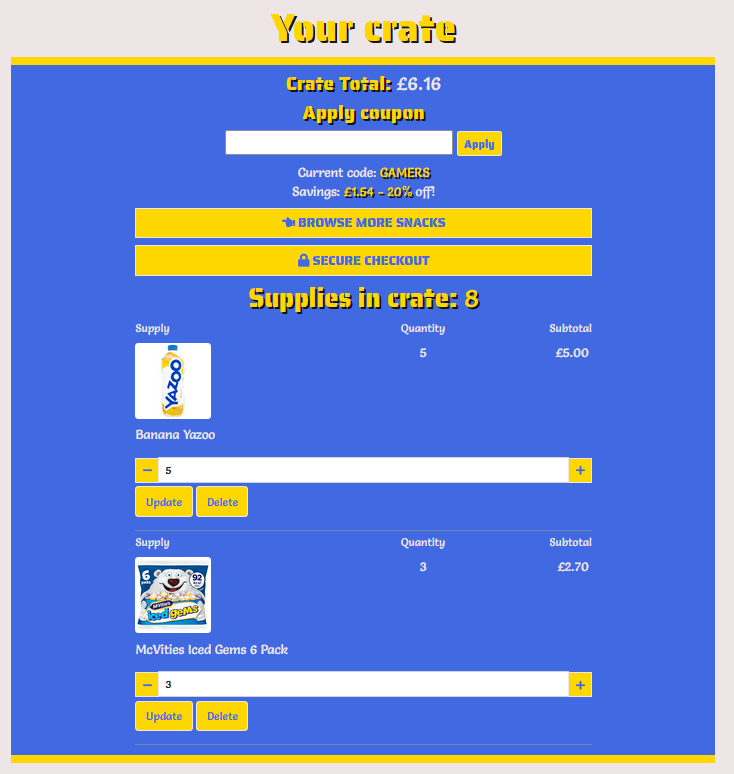 Your crate
Crate Total: £6.16
Apply coupon
Apply
Current code: GAMERS
Savings: £1.54 - 20% off!
BROWSE MORE SNACKS
SECURE CHECKOUT
Supplies in crate: 8
Supply Quantity Subtotal
5 £5.00
YAZOO
Banana Yazoo
− 5 +
Update Delete
Supply Quantity Subtotal
3 £2.70
6 92
McVities
iced gems
McVities Iced Gems 6 Pack
− 3 +
Update Delete